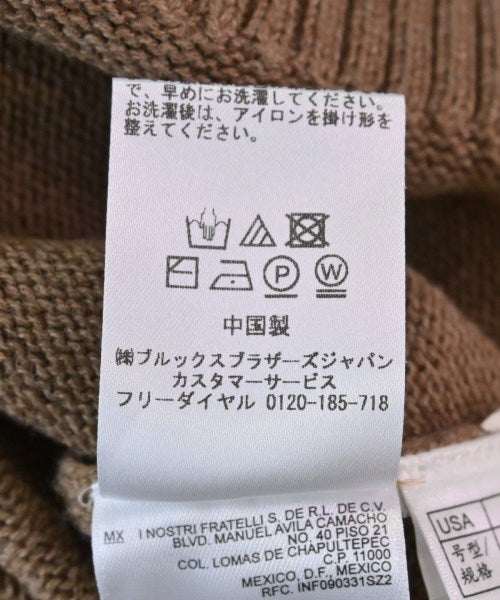 で、早めにお洗濯してください。
お洗濯後は、アイロンを掛け形を
整えてください。
P W
中国製
㈱ブルックスブラザーズジャパン
カスタマーサービス
フリーダイヤル 0120-185-718
MX I NOSTRI FRATELLI S. DE R.L. DE C.V.
BLVD. MANUEL AVILA CAMACHO
NO. 40 PISO 21
COL. LOMAS DE CHAPULTEPEC
C.P. 11000
MEXICO, D.F., MEXICO
RFC. INF090331SZ2
USA
号型/
规格